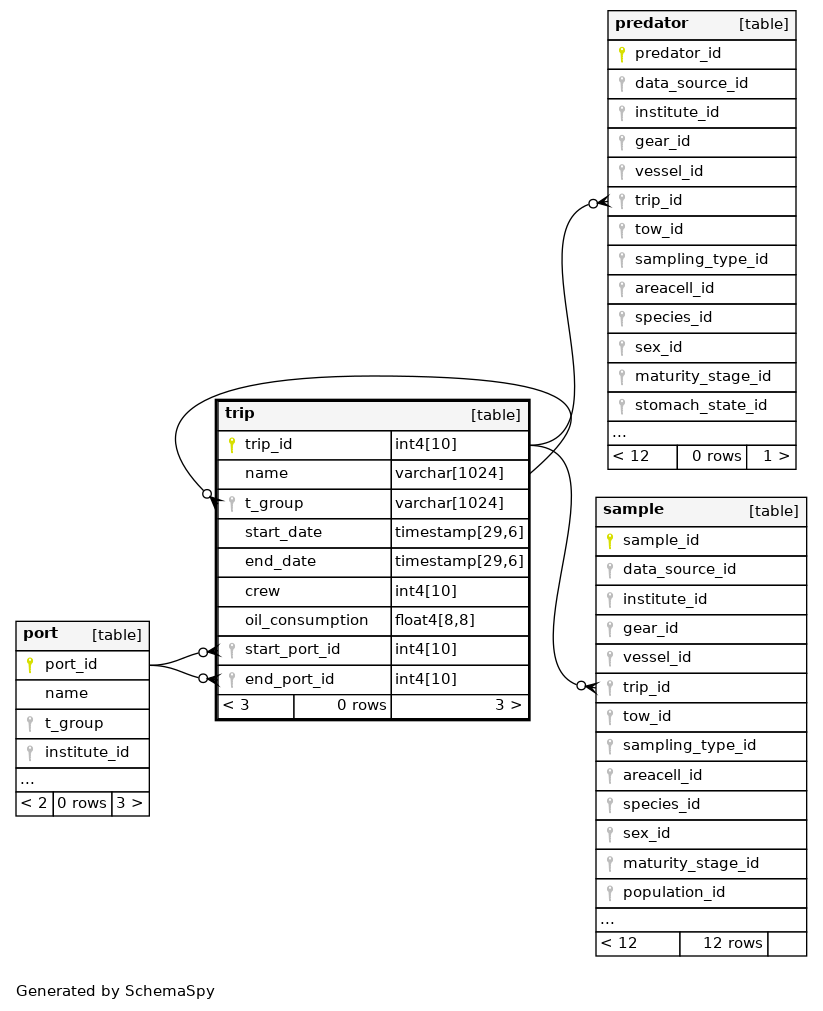 predator [table]
predator_id
data_source_id
institute_id
gear_id
vessel_id
trip_id
tow_id
sampling_type_id
areacell_id
species_id
sex_id
maturity_stage_id
stomach_state_id
...
< 12 0 rows 1 >
trip [table]
trip_id int4[10]
name varchar[1024]
t_group varchar[1024]
start_date timestamp[29,6]
end_date timestamp[29,6]
crew int4[10]
oil_consumption float4[8,8]
start_port_id int4[10]
end_port_id int4[10]
< 3 0 rows 3 >
sample [table]
sample_id
data_source_id
institute_id
gear_id
vessel_id
trip_id
tow_id
sampling_type_id
areacell_id
species_id
sex_id
maturity_stage_id
population_id
...
< 12 12 rows
port [table]
port_id
name
t_group
institute_id
...
< 2 0 rows 3 >
Generated by SchemaSpy